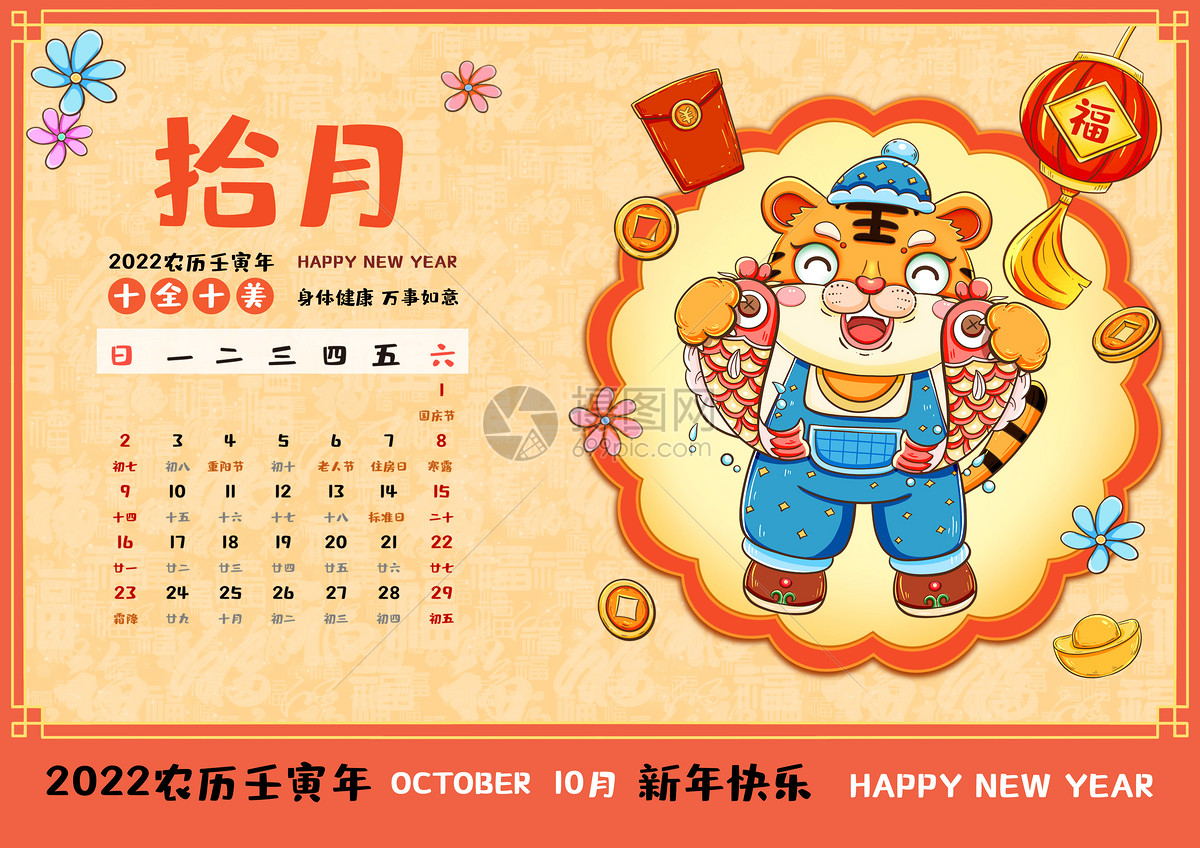 拾月
2022农历壬寅年 HAPPY NEW YEAR
十全十美 身体健康 万事如意
日 一 二 三 四 五 六
1
国庆节
2 3 4 5 6 7 8
初七 初八 重阳节 初十 老人节 住房日 寒露
9 10 11 12 13 14 15
十四 十五 十六 十七 十八 标准日 二十
16 17 18 19 20 21 22
廿一 廿二 廿三 廿四 廿五 廿六 廿七
23 24 25 26 27 28 29
霜降 廿九 十月 初二 初三 初四 初五
福
摄图网
699pic.com
2022农历壬寅年 OCTOBER 10月 新年快乐 HAPPY NEW YEAR